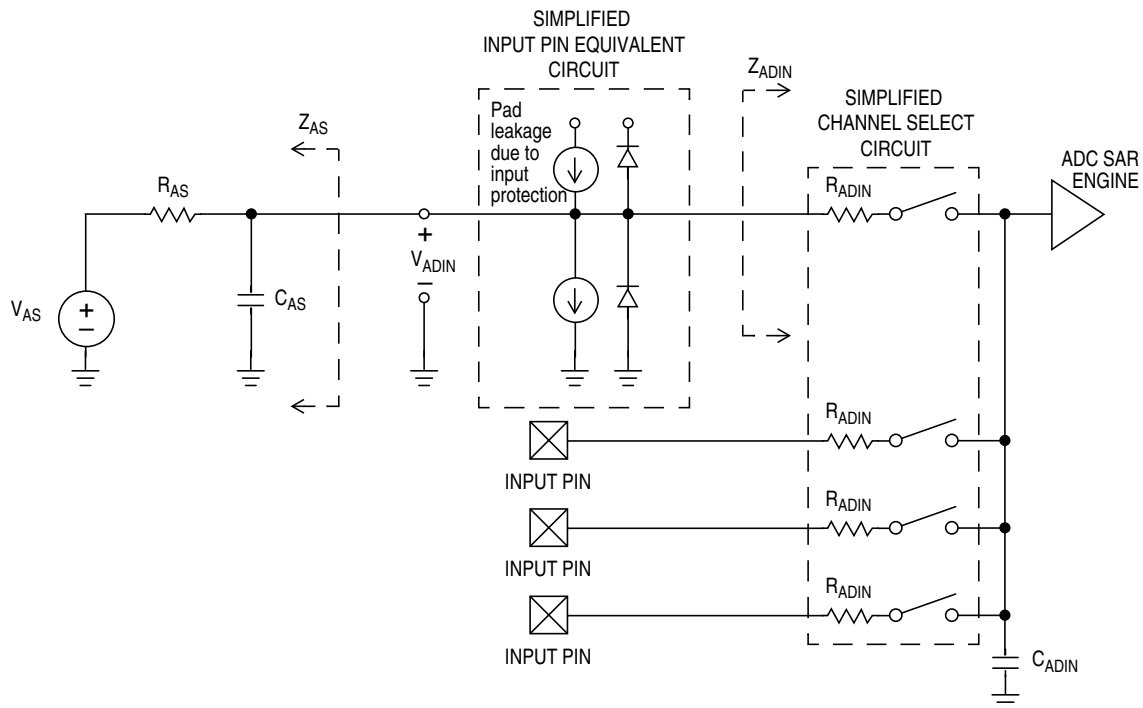 SIMPLIFIED
INPUT PIN EQUIVALENT
CIRCUIT
Pad
leakage
due to
input
protection
Z_ADIN
SIMPLIFIED
CHANNEL SELECT
CIRCUIT
ADC SAR
ENGINE
Z_AS
R_AS
R_ADIN
+
V_ADIN
−
C_AS
V_AS
+
−
R_ADIN
INPUT PIN
R_ADIN
INPUT PIN
R_ADIN
INPUT PIN
C_ADIN